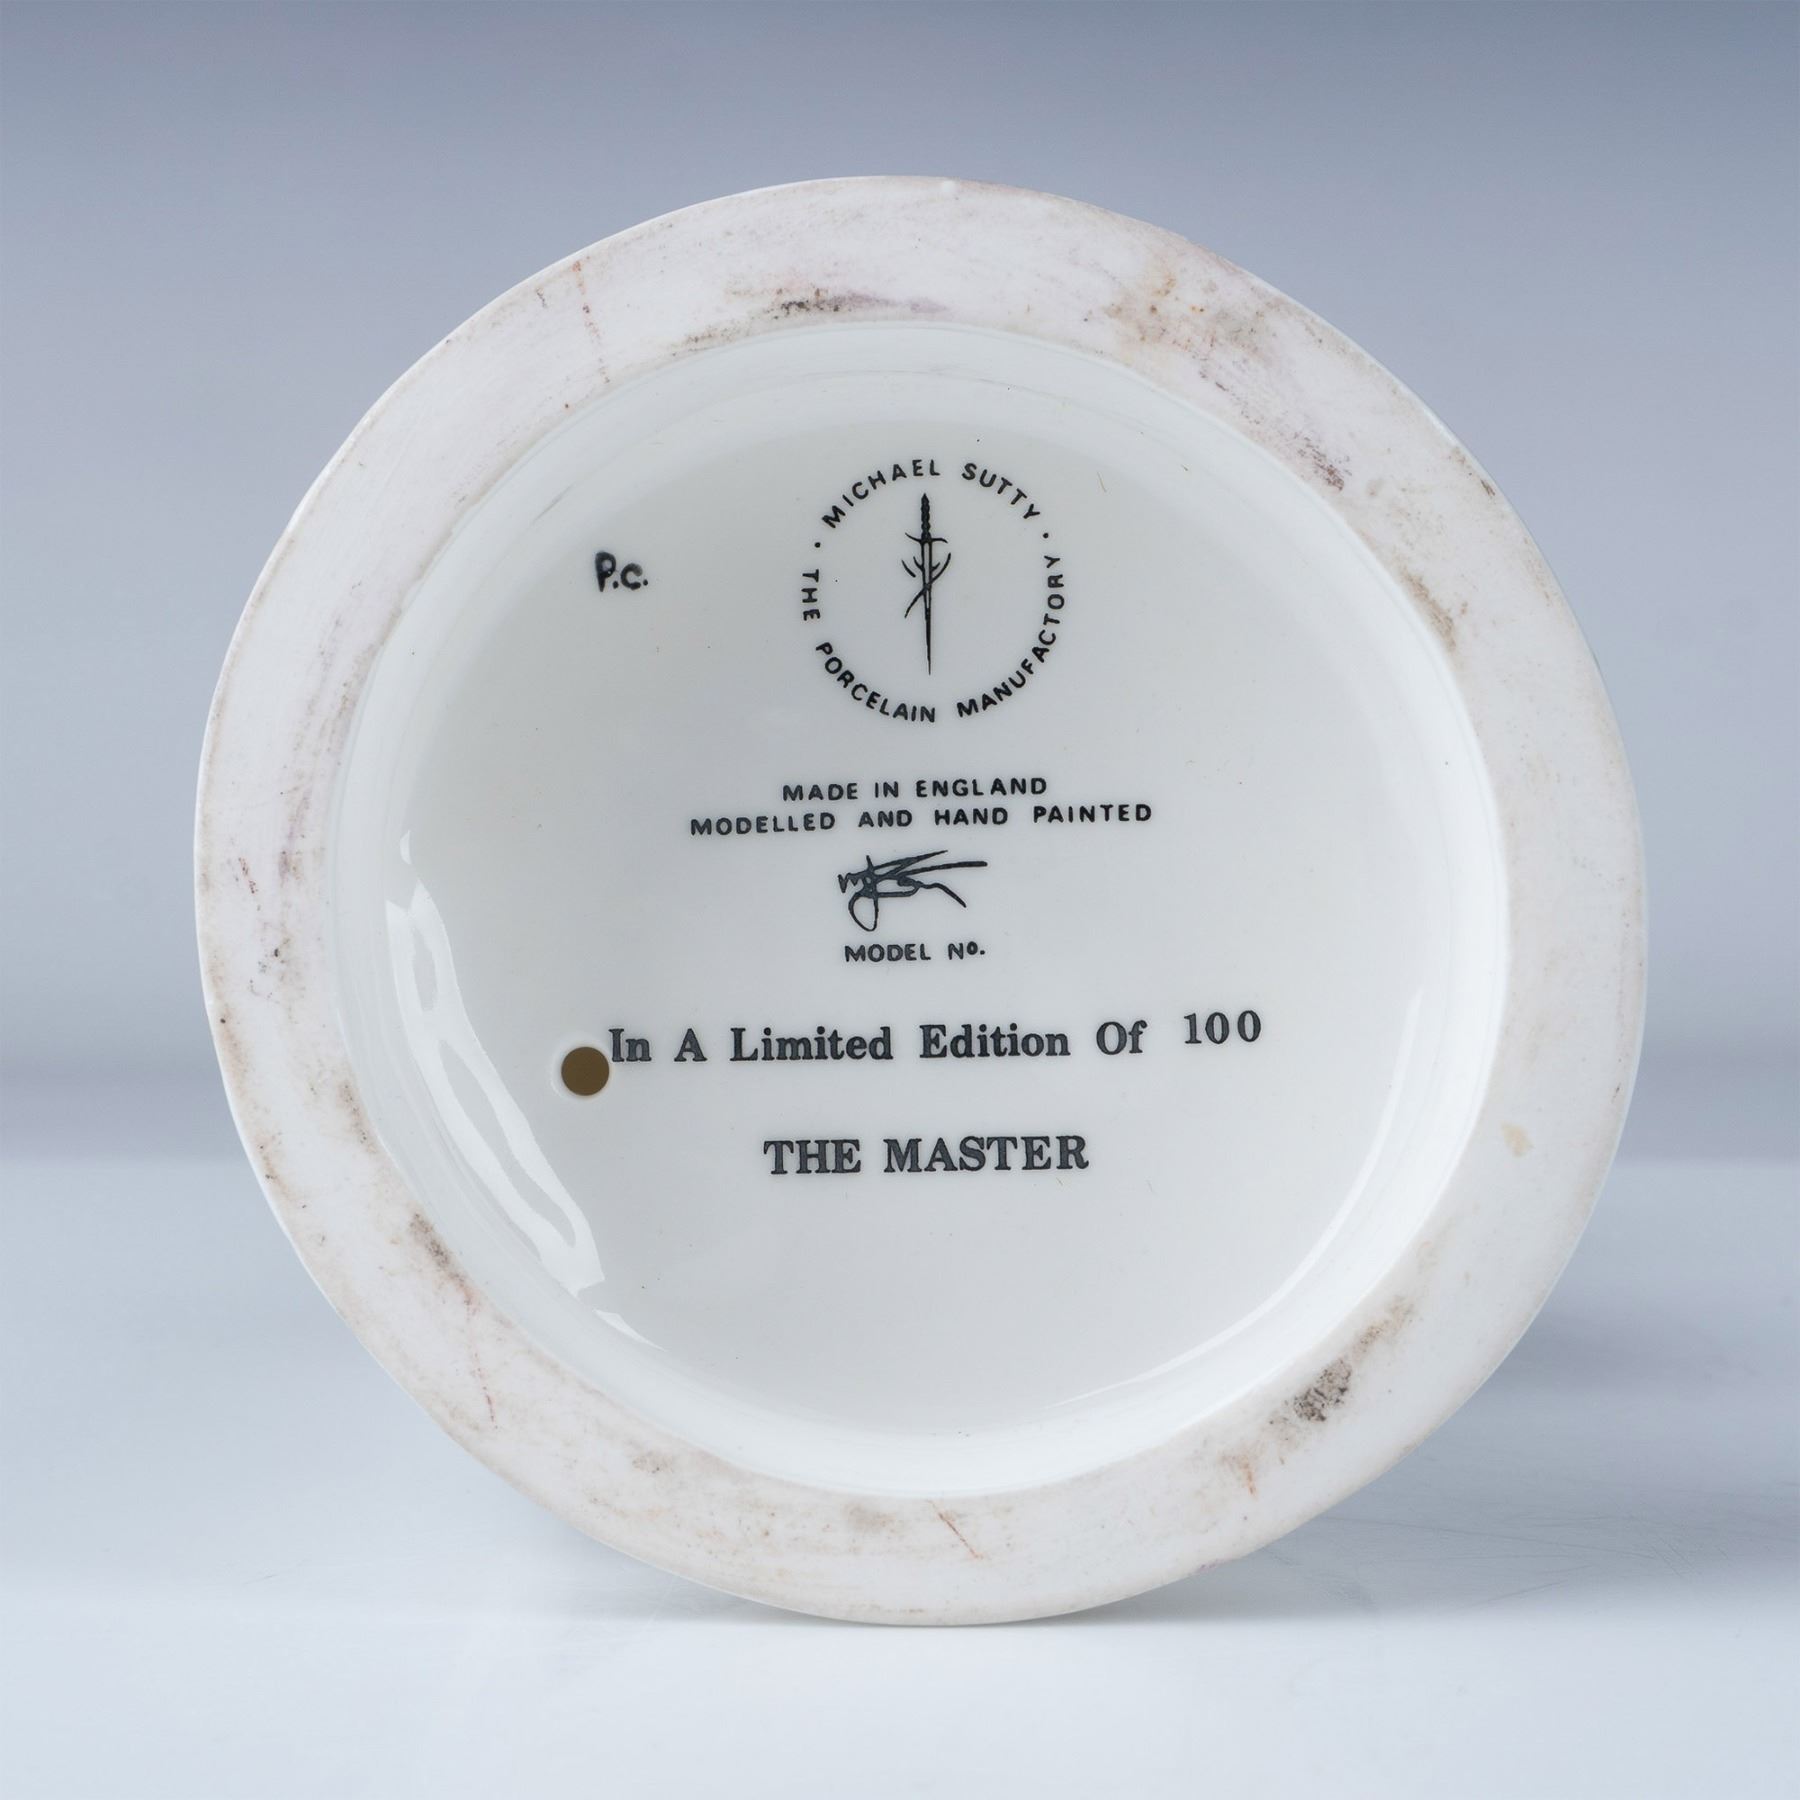 P.C.
· MICHAEL SUTTY ·
THE PORCELAIN MANUFACTORY
MADE IN ENGLAND
MODELLED AND HAND PAINTED
MODEL No.
In A Limited Edition Of 100
THE MASTER